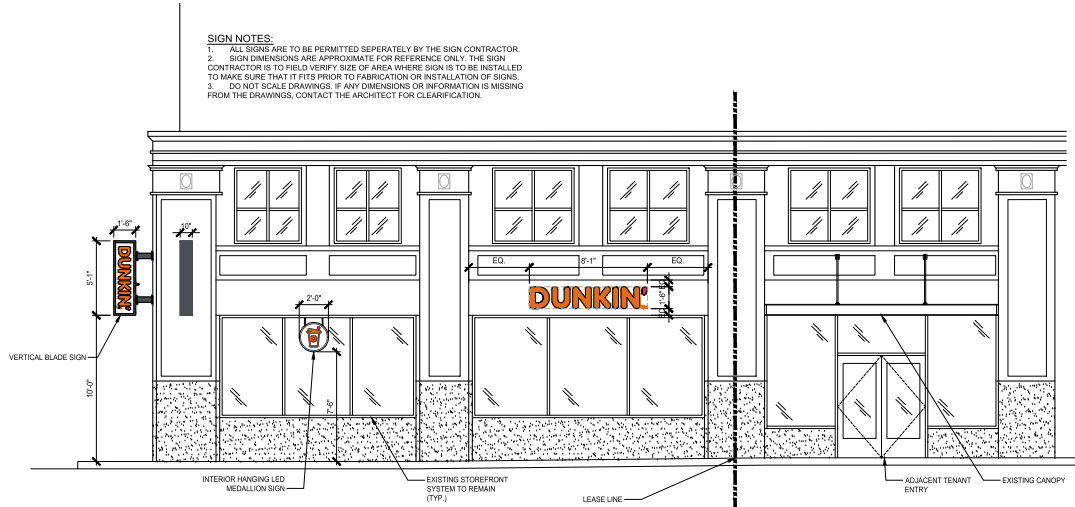 SIGN NOTES:
1. ALL SIGNS ARE TO BE PERMITTED SEPERATELY BY THE SIGN CONTRACTOR.
2. SIGN DIMENSIONS ARE APPROXIMATE FOR REFERENCE ONLY. THE SIGN
CONTRACTOR IS TO FIELD VERIFY SIZE OF AREA WHERE SIGN IS TO BE INSTALLED
TO MAKE SURE THAT IT FITS PRIOR TO FABRICATION OR INSTALLATION OF SIGNS.
3. DO NOT SCALE DRAWINGS. IF ANY DIMENSIONS OR INFORMATION IS MISSING
FROM THE DRAWINGS, CONTACT THE ARCHITECT FOR CLEARIFICATION.
1'-6"
10"
5'-1"
DUNKIN'
EQ.
8'-1"
EQ.
DUNKIN'
EQ.
1'-6"
EQ.
2'-0"
VERTICAL BLADE SIGN
10'-0"
7'-6"
INTERIOR HANGING LED
MEDALLION SIGN
EXISTING STOREFRONT
SYSTEM TO REMAIN
(TYP.)
LEASE LINE
ADJACENT TENANT
ENTRY
EXISTING CANOPY